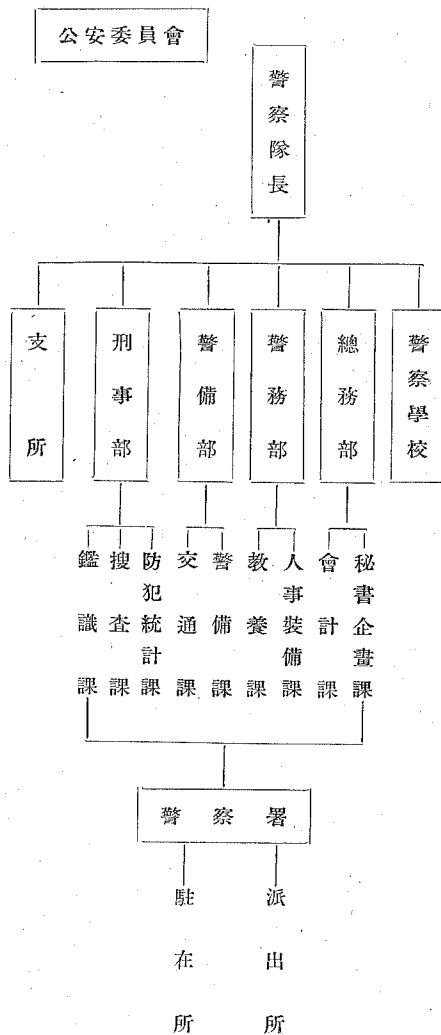 公安委員會
警察隊長
警察學校
總務部
警務部
警備部
刑事部
支所
秘書企畫課
會計課
人事裝備課
教養課
警備課
交通課
防犯統計課
搜査課
鑑識課
警察署
派出所
駐在所